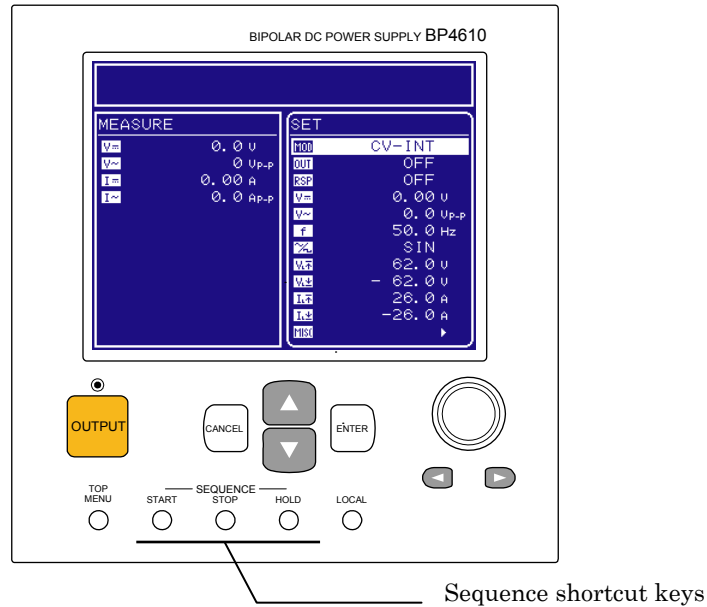 BIPOLAR DC POWER SUPPLY BP4610
MEASURE
V= 0.0 V
V~ 0 Vp-p
I= 0.00 A
I~ 0.0 Ap-p
SET
MOD CV-INT
OUT OFF
RSP OFF
V= 0.00 V
V~ 0.0 Vp-p
f 50.0 Hz
SIN
V 62.0 V
V - 62.0 V
I 26.0 A
I -26.0 A
MISC
OUTPUT
CANCEL
ENTER
TOP
MENU
SEQUENCE
START STOP HOLD
LOCAL
Sequence shortcut keys